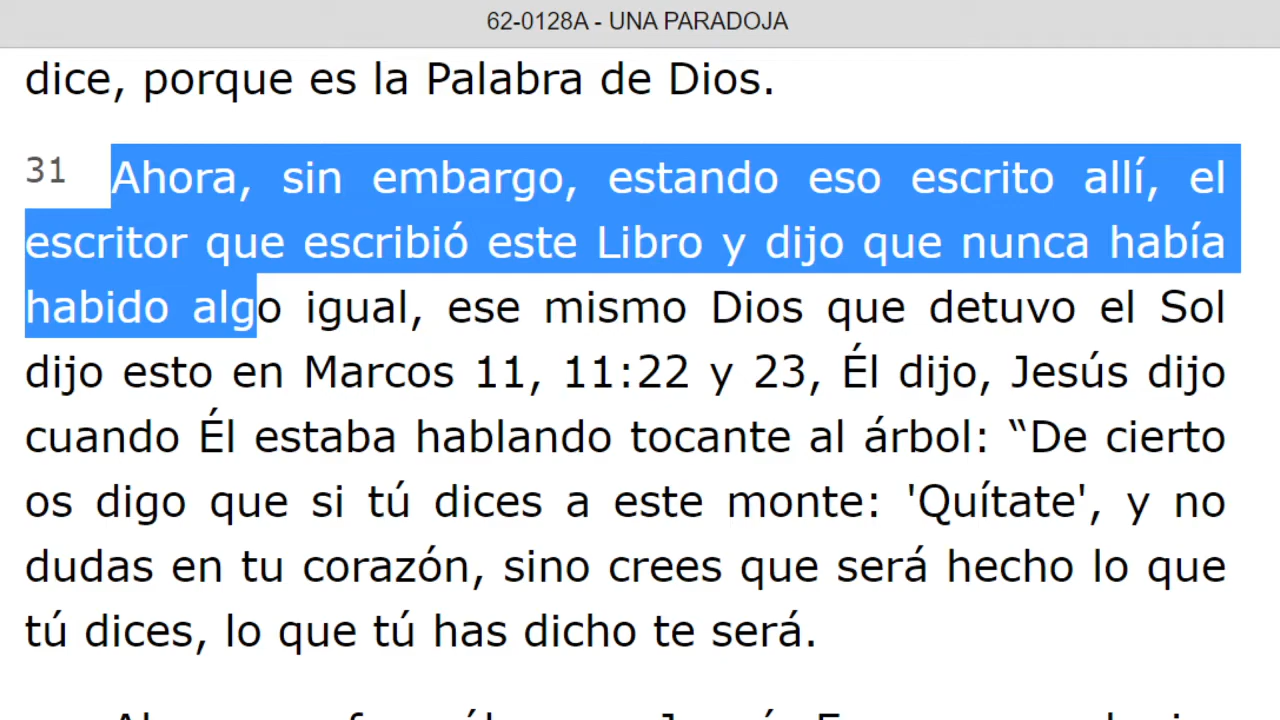 62-0128A - UNA PARADOJA
dice, porque es la Palabra de Dios.
31 Ahora, sin embargo, estando eso escrito allí, el
escritor que escribió este Libro y dijo que nunca había
habido algo igual, ese mismo Dios que detuvo el Sol
dijo esto en Marcos 11, 11:22 y 23, Él dijo, Jesús dijo
cuando Él estaba hablando tocante al árbol: “De cierto
os digo que si tú dices a este monte: 'Quítate', y no
dudas en tu corazón, sino crees que será hecho lo que
tú dices, lo que tú has dicho te será.